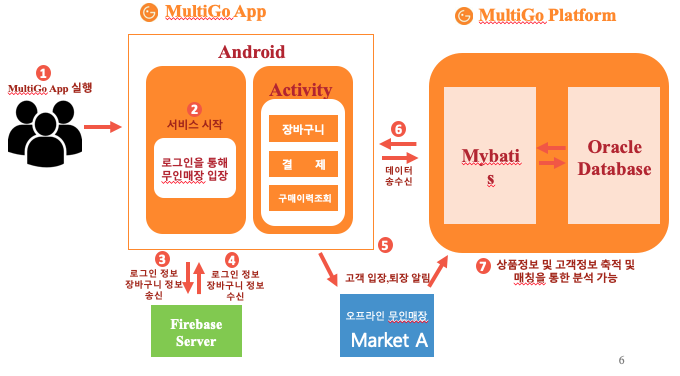 MultiGo App
MultiGo Platform
Android
1
MultiGo App 실행
2
서비스 시작
로그인을 통해
무인매장 입장
Activity
장바구니
결 제
구매이력조회
6
데이터
송수신
Mybati
s
Oracle
Database
3
로그인 정보
장바구니 정보
송신
4
로그인 정보
장바구니 정보
수신
5
고객 입장,퇴장 알림
7
상품정보 및 고객정보 축적 및
매칭을 통한 분석 가능
Firebase
Server
오프라인 무인매장
Market A
6